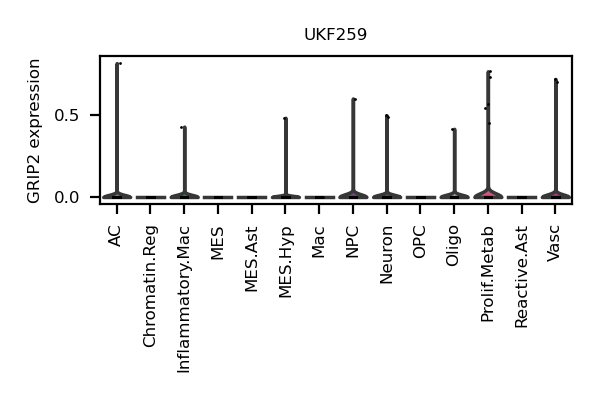 UKF259
GRIP2 expression
0.5
0.0
AC
Chromatin.Reg
Inflammatory.Mac
MES
MES.Ast
MES.Hyp
Mac
NPC
Neuron
OPC
Oligo
Prolif.Metab
Reactive.Ast
Vasc